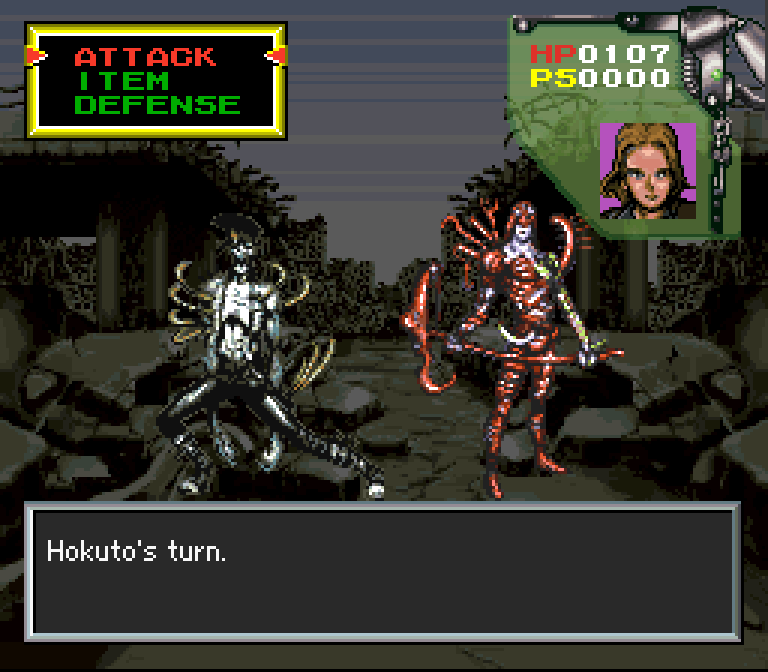 ATTACK
ITEM
DEFENSE
HP0107
PS0000
Hokuto's turn.